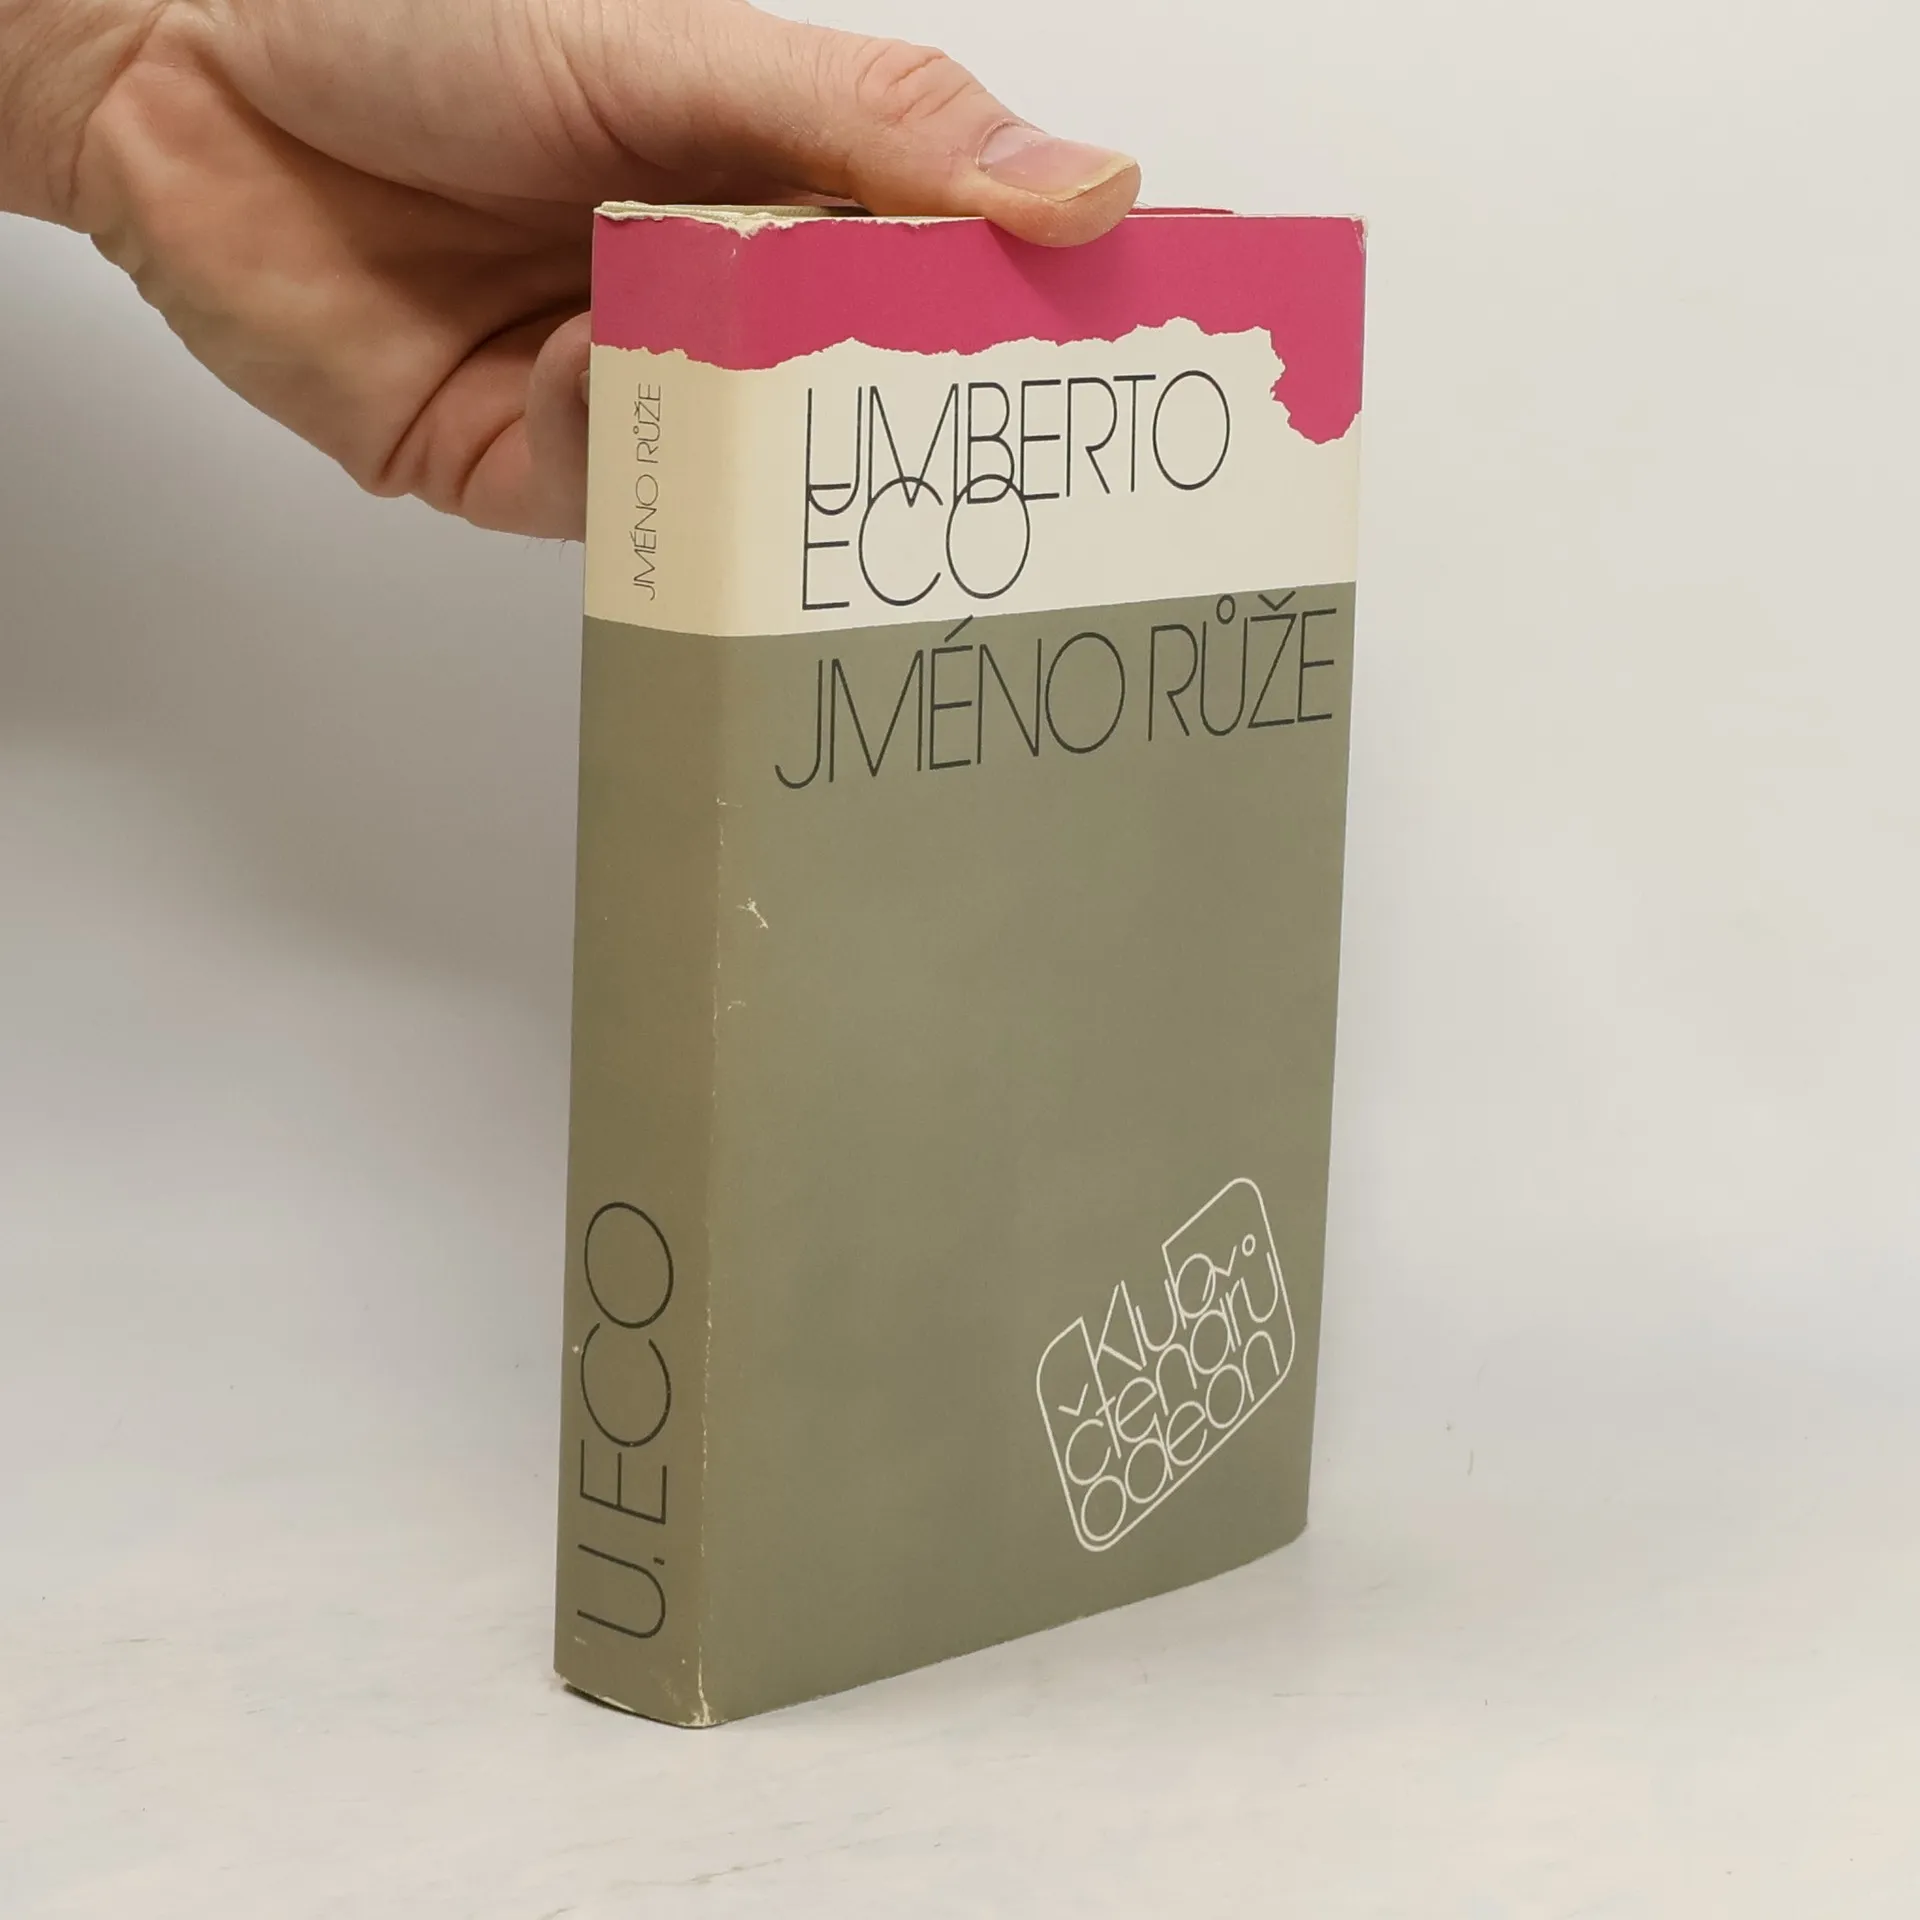 JMÉNO RŮŽE
U. ECO
UMBERTO
ECO
JMÉNO RŮŽE
klub
čtenářů
odeon